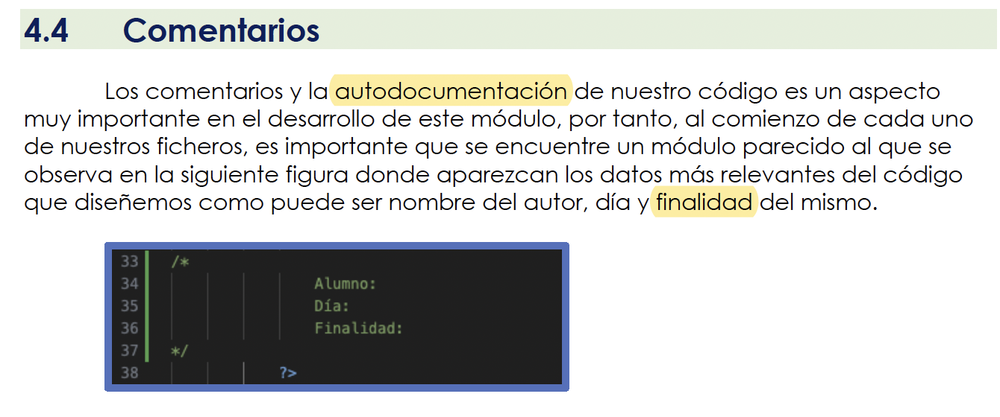 4.4 Comentarios
Los comentarios y la autodocumentación de nuestro código es un aspecto
muy importante en el desarrollo de este módulo, por tanto, al comienzo de cada uno
de nuestros ficheros, es importante que se encuentre un módulo parecido al que se
observa en la siguiente figura donde aparezcan los datos más relevantes del código
que diseñemos como puede ser nombre del autor, día y finalidad del mismo.
33 /*
34 Alumno:
35 Día:
36 Finalidad:
37 */
38 ?>